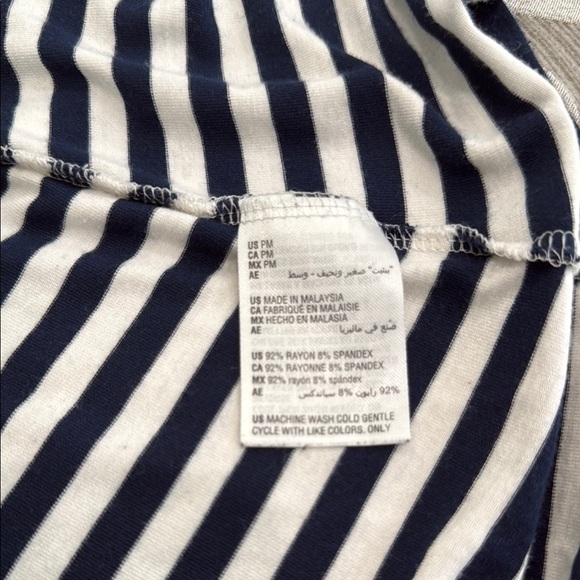 US PM
CA PM
MX PM
AE "بيتيت" صغير ونحيف - وسط
US MADE IN MALAYSIA
CA FABRIQUÉ EN MALAISIE
MX HECHO EN MALASIA
AE صُنع في ماليزيا
US 92% RAYON 8% SPANDEX
CA 92% RAYONNE 8% SPANDEX
MX 92% rayón 8% spándex
AE 92% رايون 8% سباندكس
US MACHINE WASH COLD GENTLE
CYCLE WITH LIKE COLORS. ONLY